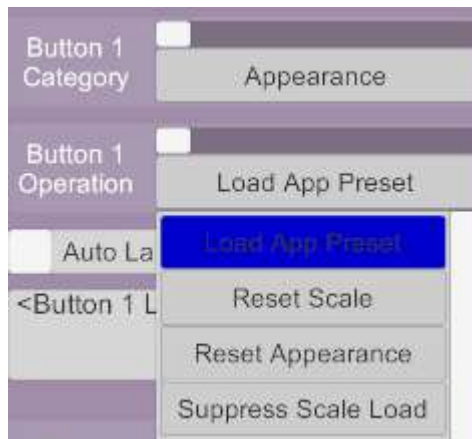 Button 1
Category
Appearance
Button 1
Operation
Load App Preset
Auto La
Load App Preset
<Button 1 L
Reset Scale
Reset Appearance
Suppress Scale Load